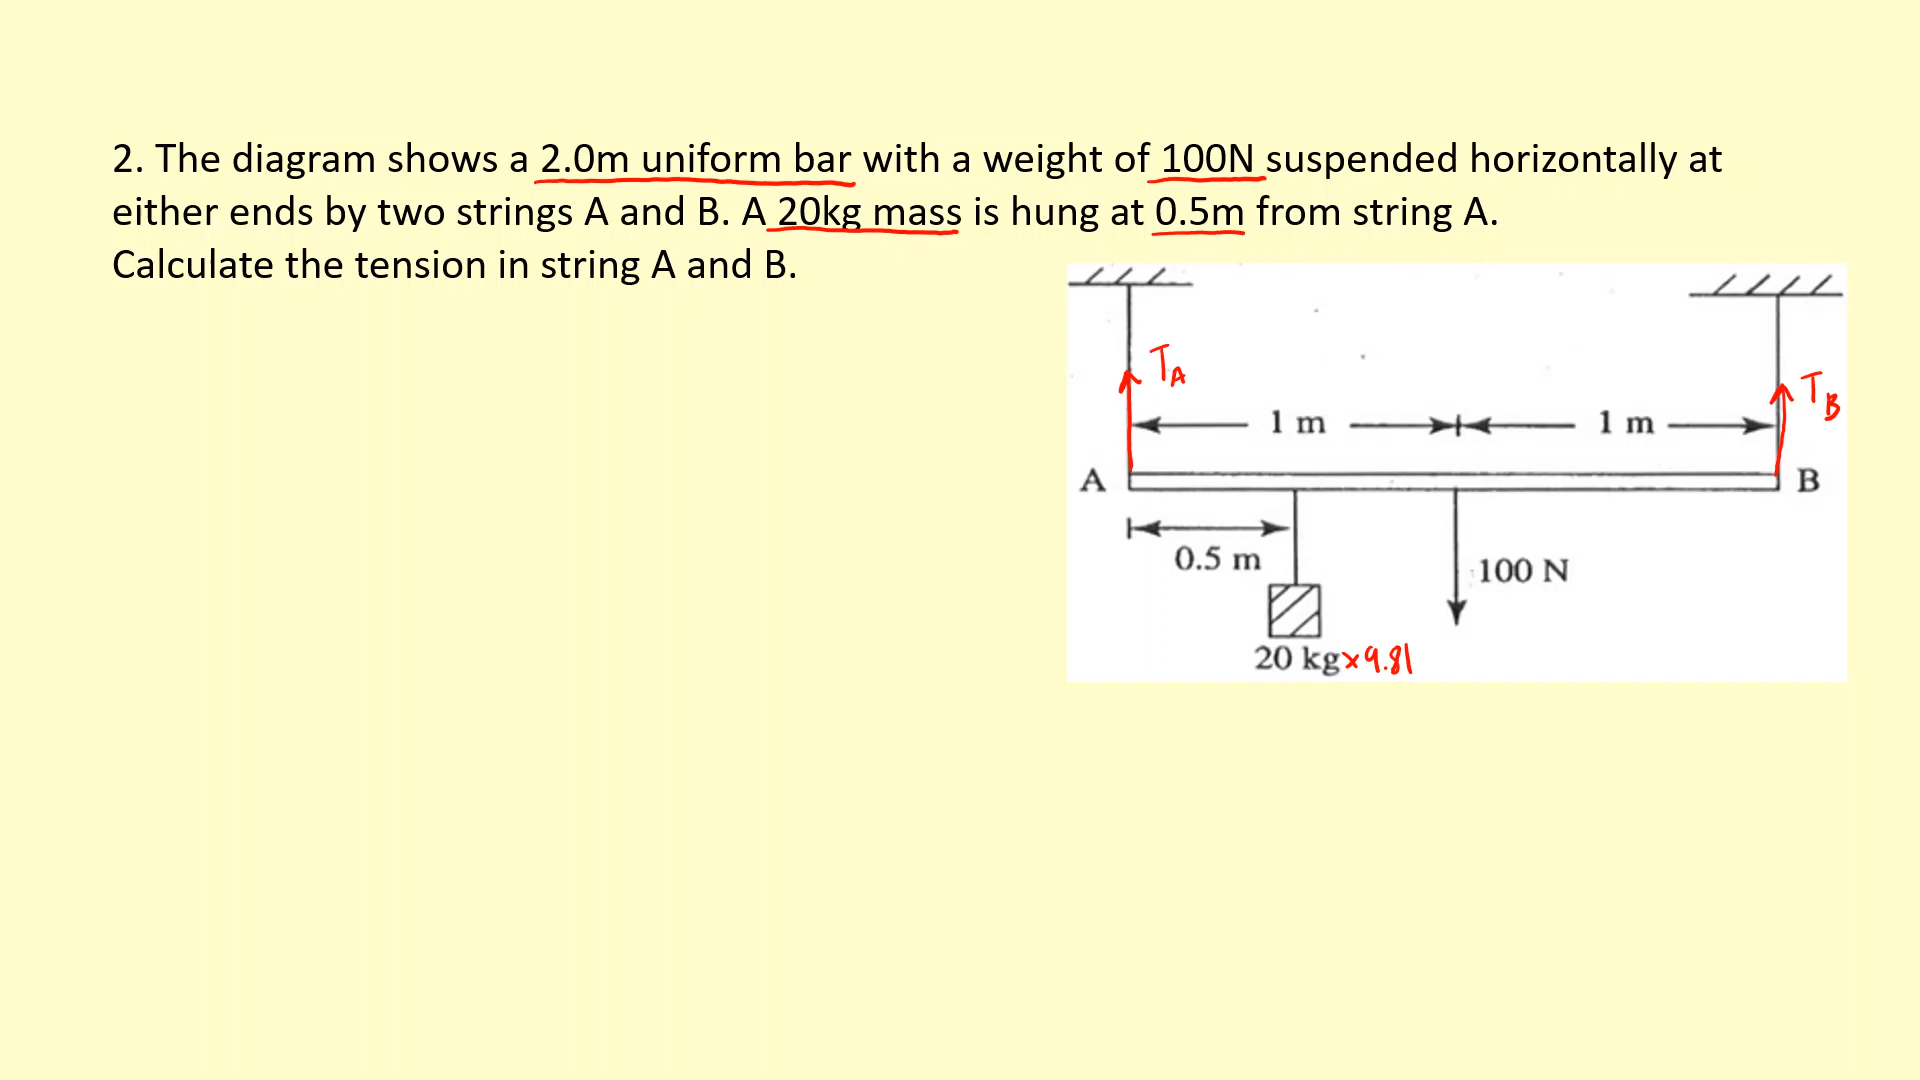 2. The diagram shows a 2.0m uniform bar with a weight of 100N suspended horizontally at
either ends by two strings A and B. A 20kg mass is hung at 0.5m from string A.
Calculate the tension in string A and B.
TA
TB
1 m
1 m
A
B
0.5 m
100 N
20 kg×9.81